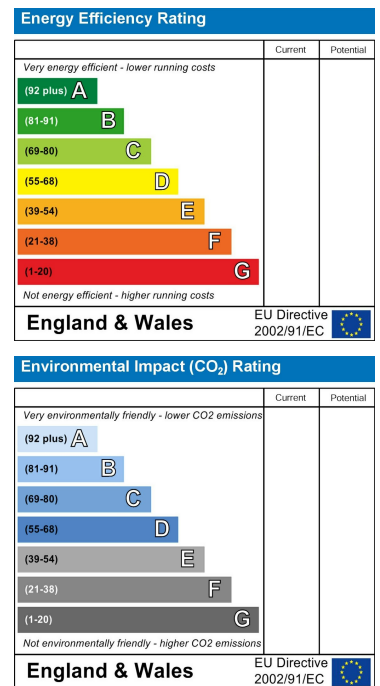 Energy Efficiency Rating
Current Potential
Very energy efficient - lower running costs
(92 plus) A
(81-91) B
(69-80) C
(55-68) D
(39-54) E
(21-38) F
(1-20) G
Not energy efficient - higher running costs
England & Wales
EU Directive
2002/91/EC
Environmental Impact (CO₂) Rating
Current Potential
Very environmentally friendly - lower CO2 emissions
(92 plus) A
(81-91) B
(69-80) C
(55-68) D
(39-54) E
(21-38) F
(1-20) G
Not environmentally friendly - higher CO2 emissions
England & Wales
EU Directive
2002/91/EC